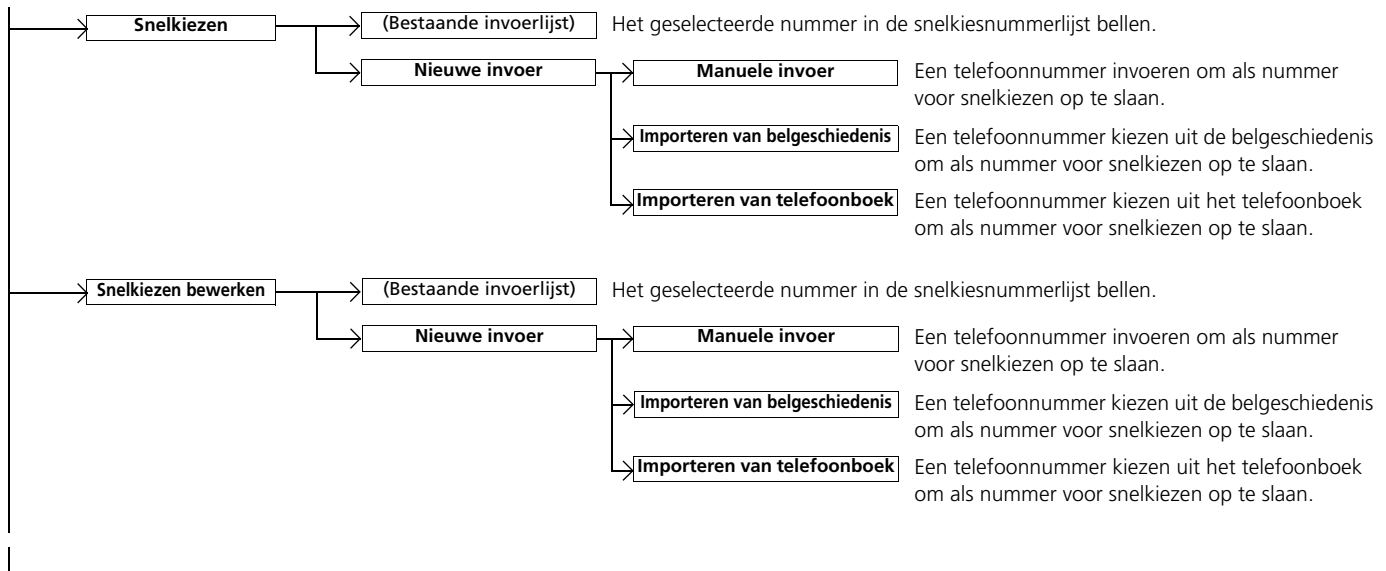 Snelkiezen
(Bestaande invoerlijst)
Het geselecteerde nummer in de snelkiesnummerlijst bellen.
Nieuwe invoer
Manuele invoer
Een telefoonnummer invoeren om als nummer
voor snelkiezen op te slaan.
Importeren van belgeschiedenis
Een telefoonnummer kiezen uit de belgeschiedenis
om als nummer voor snelkiezen op te slaan.
Importeren van telefoonboek
Een telefoonnummer kiezen uit het telefoonboek
om als nummer voor snelkiezen op te slaan.
Snelkiezen bewerken
(Bestaande invoerlijst)
Het geselecteerde nummer in de snelkiesnummerlijst bellen.
Nieuwe invoer
Manuele invoer
Een telefoonnummer invoeren om als nummer
voor snelkiezen op te slaan.
Importeren van belgeschiedenis
Een telefoonnummer kiezen uit de belgeschiedenis
om als nummer voor snelkiezen op te slaan.
Importeren van telefoonboek
Een telefoonnummer kiezen uit het telefoonboek
om als nummer voor snelkiezen op te slaan.